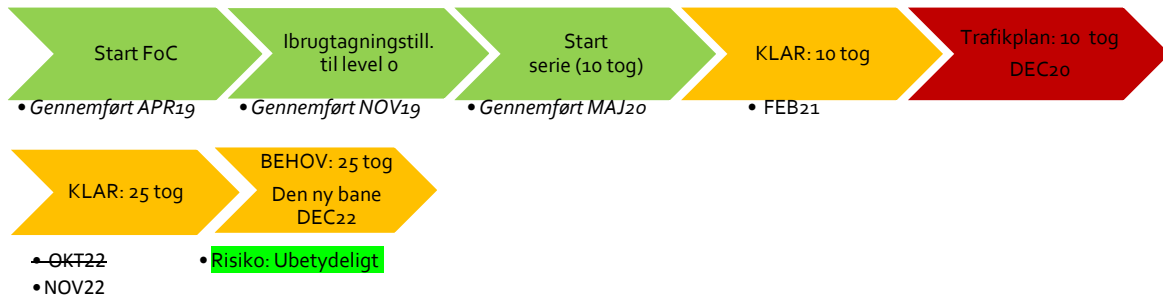 Start FoC
Ibrugtagningstill.
til level 0
Start
serie (10 tog)
KLAR: 10 tog
Trafikplan: 10 tog
DEC20
• Gennemført APR19
• Gennemført NOV19
• Gennemført MAJ20
• FEB21
KLAR: 25 tog
BEHOV: 25 tog
Den ny bane
DEC22
• OKT22
• NOV22
• Risiko: Ubetydeligt